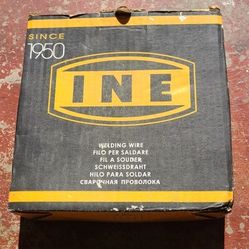 SINCE
1950
INE
WELDING WIRE
FILO PER SALDARE
FIL A SOUDER
SCHWEISSDRAHT
HILO PARA SOLDAR
СВАРОЧНАЯ ПРОВОЛОКА